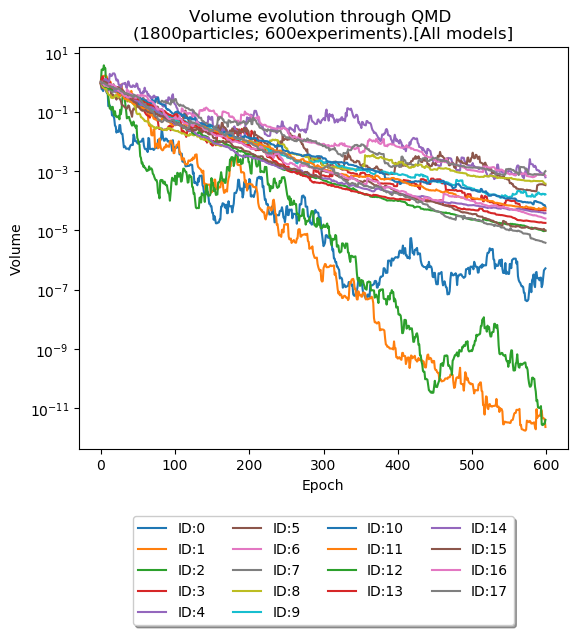 Volume evolution through QMD
(1800particles; 600experiments).[All models]
Volume
10^1
10^-1
10^-3
10^-5
10^-7
10^-9
10^-11
0 100 200 300 400 500 600
Epoch
ID:0 ID:5 ID:10 ID:14
ID:1 ID:6 ID:11 ID:15
ID:2 ID:7 ID:12 ID:16
ID:3 ID:8 ID:13 ID:17
ID:4 ID:9